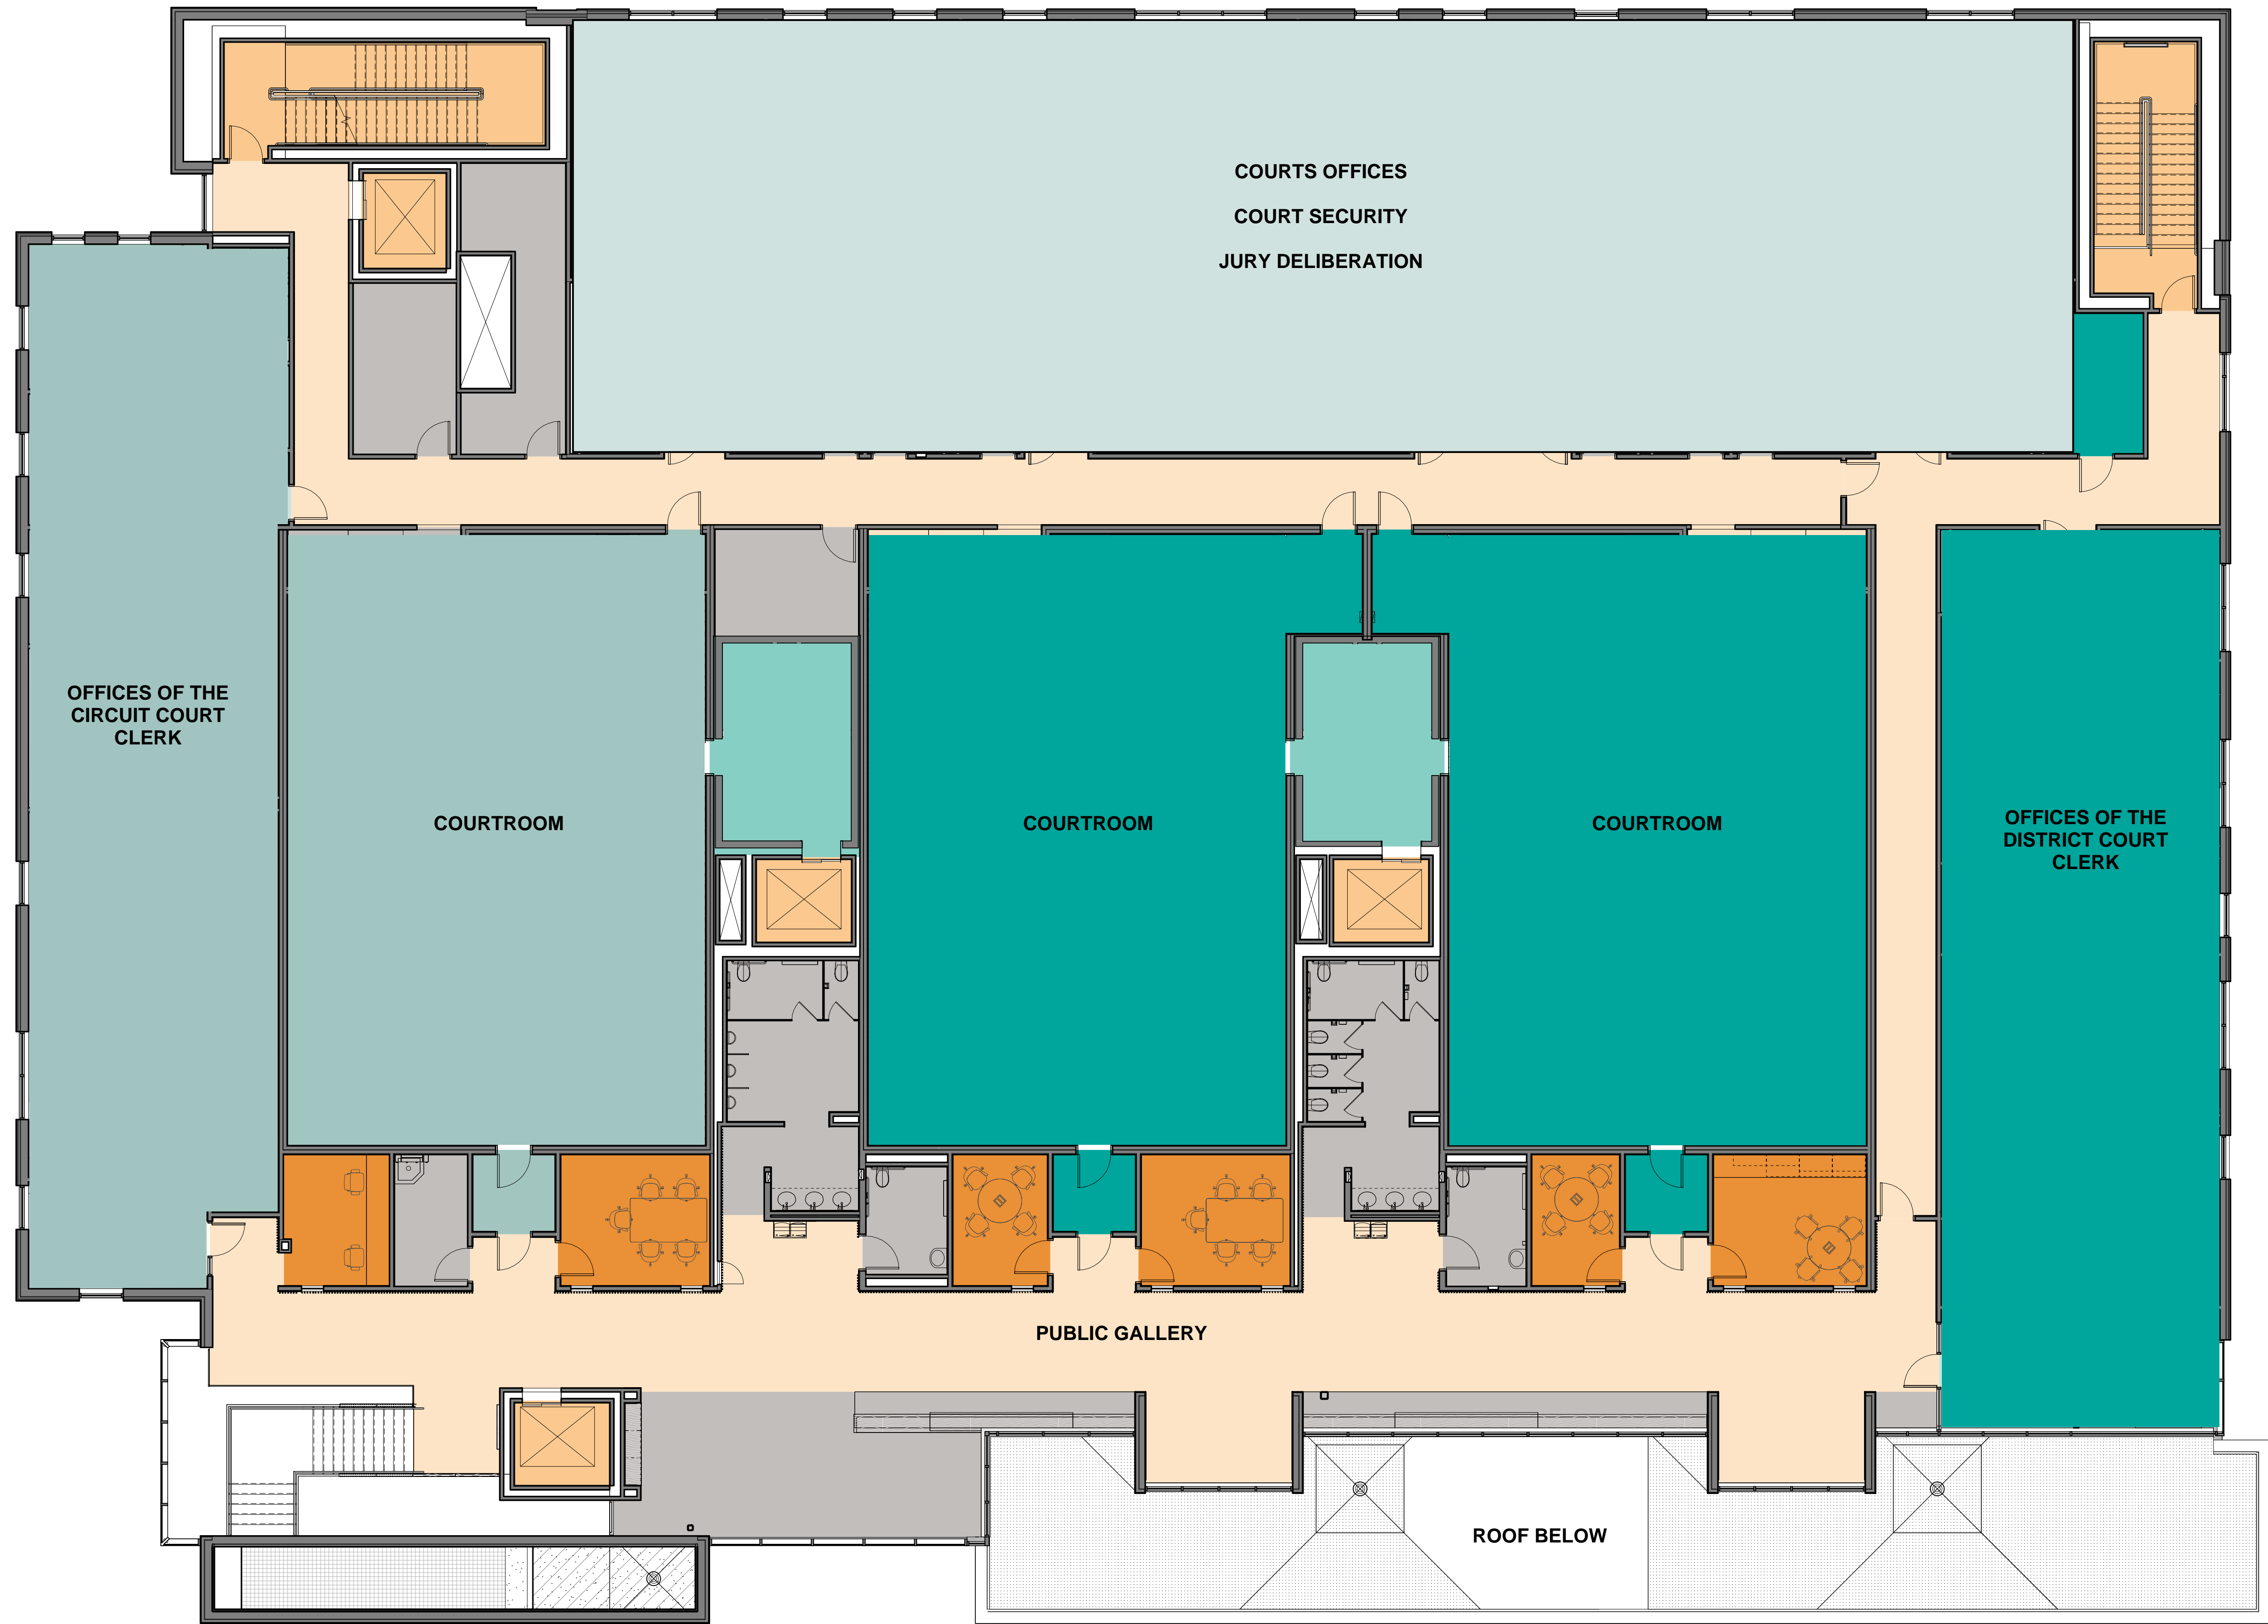 COURTS OFFICES
COURT SECURITY
JURY DELIBERATION
OFFICES OF THE
CIRCUIT COURT
CLERK
COURTROOM
COURTROOM
COURTROOM
OFFICES OF THE
DISTRICT COURT
CLERK
PUBLIC GALLERY
ROOF BELOW